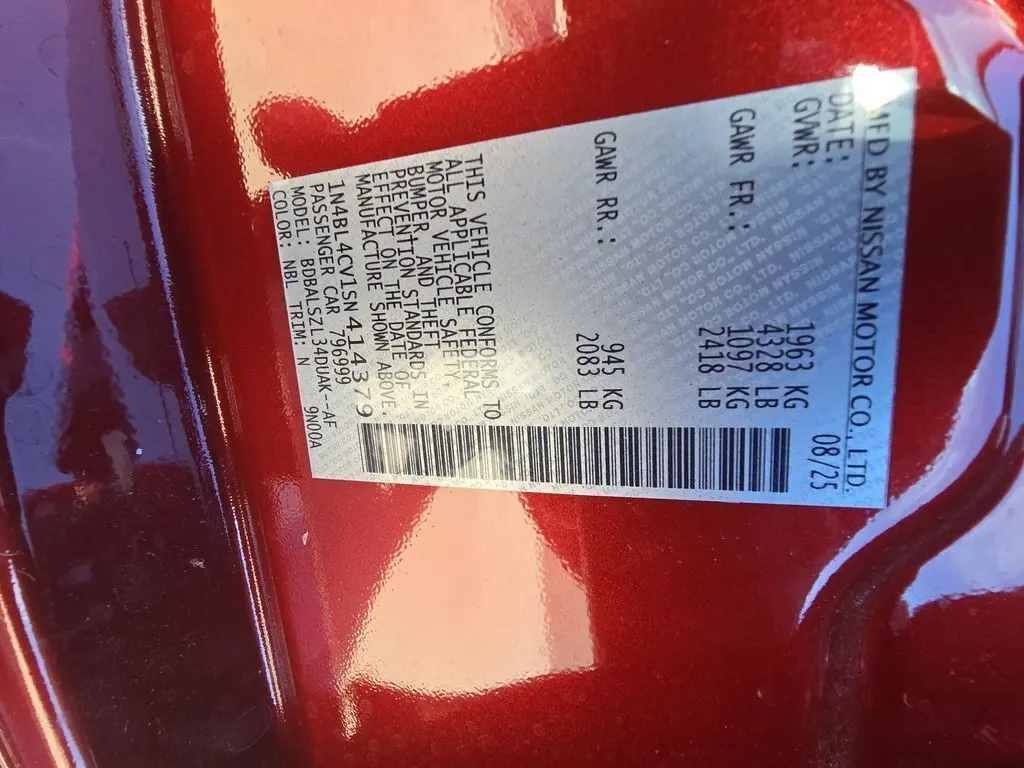 MFD BY NISSAN MOTOR CO., LTD.
DATE: 08/25
GVWR: 1963 KG
4328 LB
GAWR FR.: 1097 KG
2418 LB
GAWR RR.: 945 KG
2083 LB
THIS VEHICLE CONFORMS TO
ALL APPLICABLE FEDERAL
MOTOR VEHICLE SAFETY,
BUMPER, AND THEFT
PREVENTION STANDARDS IN
EFFECT ON THE DATE OF
MANUFACTURE SHOWN ABOVE.
1N4BL4CV1SN414379
PASSENGER CAR 796999
MODEL: BDBALSZL34DUAK--AF
COLOR: NBL TRIM: N 9N00A